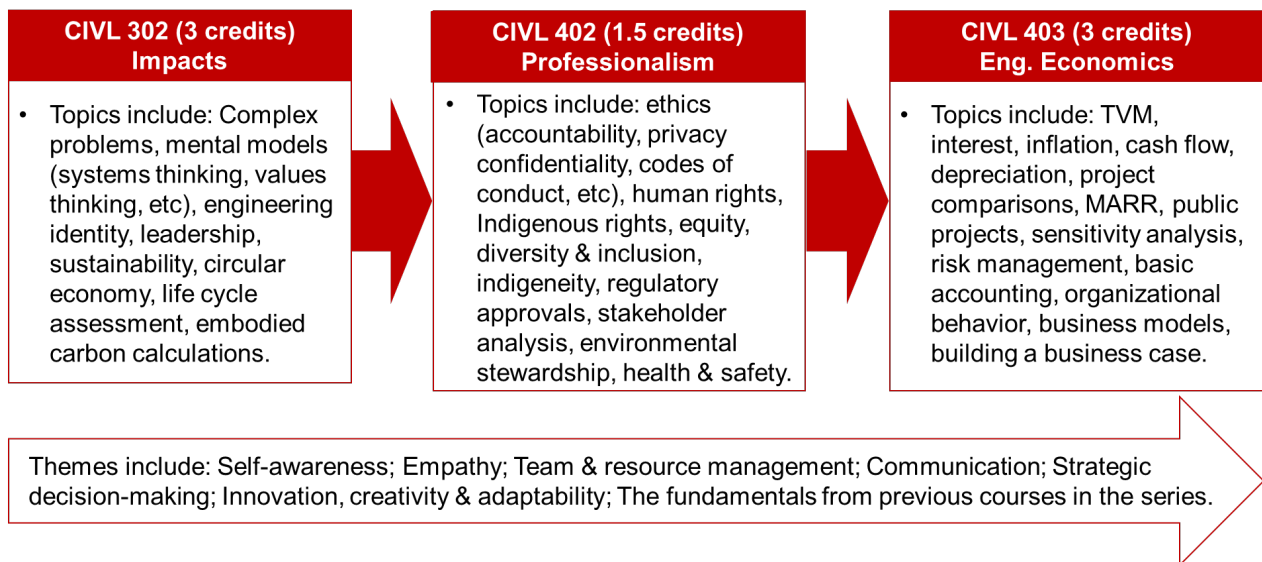 CIVL 302 (3 credits)
Impacts
• Topics include: Complex
problems, mental models
(systems thinking, values
thinking, etc), engineering
identity, leadership,
sustainability, circular
economy, life cycle
assessment, embodied
carbon calculations.
CIVL 402 (1.5 credits)
Professionalism
• Topics include: ethics
(accountability, privacy
confidentiality, codes of
conduct, etc), human rights,
Indigenous rights, equity,
diversity & inclusion,
indigeneity, regulatory
approvals, stakeholder
analysis, environmental
stewardship, health & safety.
CIVL 403 (3 credits)
Eng. Economics
• Topics include: TVM,
interest, inflation, cash flow,
depreciation, project
comparisons, MARR, public
projects, sensitivity analysis,
risk management, basic
accounting, organizational
behavior, business models,
building a business case.
Themes include: Self-awareness; Empathy; Team & resource management; Communication; Strategic
decision-making; Innovation, creativity & adaptability; The fundamentals from previous courses in the series.